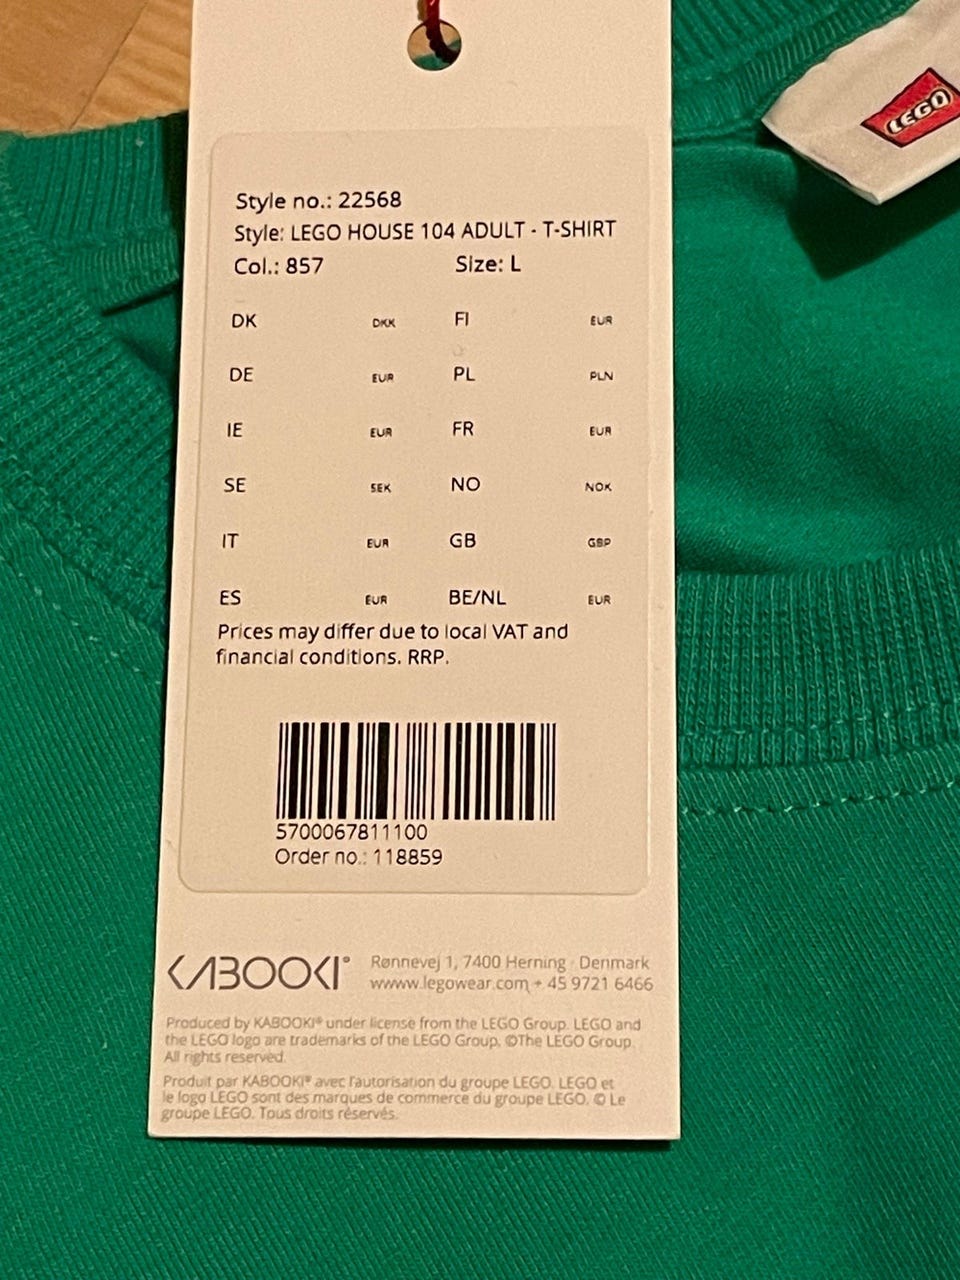 LEGO
Style no.: 22568
Style: LEGO HOUSE 104 ADULT - T-SHIRT
Col.: 857 Size: L
DK DKK FI EUR
DE EUR PL PLN
IE EUR FR EUR
SE SEK NO NOK
IT EUR GB GBP
ES EUR BE/NL EUR
Prices may differ due to local VAT and
financial conditions. RRP.
5700067811100
Order no.: 118859
KABOOKI® Rønnevej 1, 7400 Herning · Denmark
www.legowear.com + 45 9721 6466
Produced by KABOOKI® under license from the LEGO Group. LEGO and
the LEGO logo are trademarks of the LEGO Group. ©The LEGO Group.
All rights reserved.
Produit par KABOOKI® avec l'autorisation du groupe LEGO. LEGO et
le logo LEGO sont des marques de commerce du groupe LEGO. © Le
groupe LEGO. Tous droits réservés.